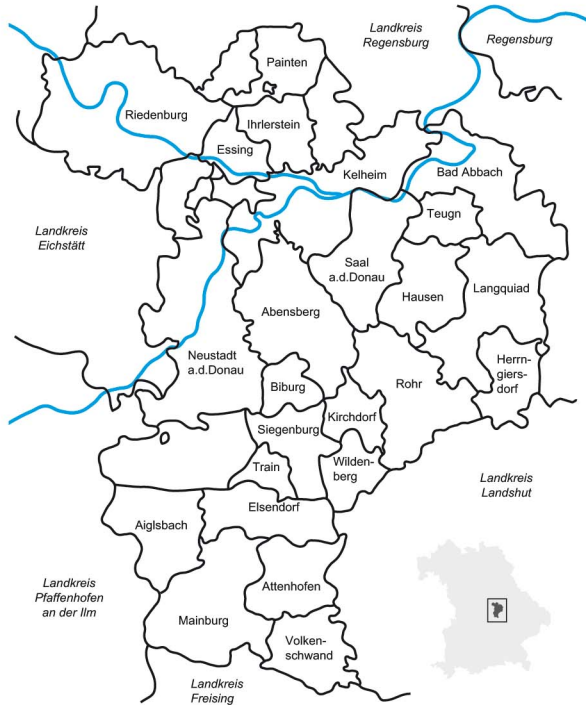 Landkreis
Regensburg
Regensburg
Painten
Riedenburg
Ihrlerstein
Essing
Kelheim
Bad Abbach
Teugn
Landkreis
Eichstätt
Saal
a.d.Donau
Hausen
Langquaid
Abensberg
Neustadt
a.d.Donau
Herrn-
giers-
dorf
Biburg
Rohr
Kirchdorf
Siegenburg
Train
Wilden-
berg
Landkreis
Landshut
Elsendorf
Aiglsbach
Landkreis
Pfaffenhofen
an der Ilm
Attenhofen
Mainburg
Volken-
schwand
Landkreis
Freising